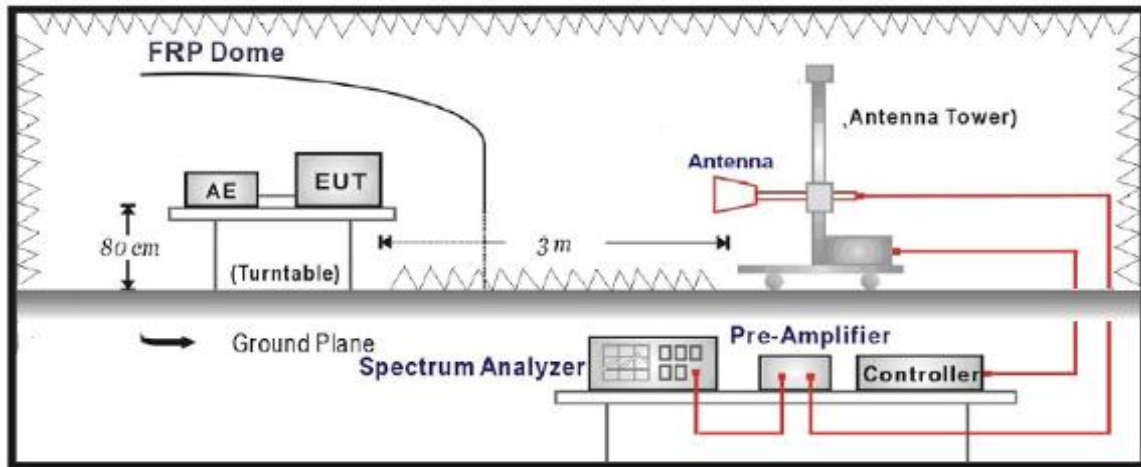 FRP Dome
,Antenna Tower)
Antenna
AE
EUT
80 cm
3 m
(Turntable)
Ground Plane
Pre-Amplifier
Spectrum Analyzer
Controller